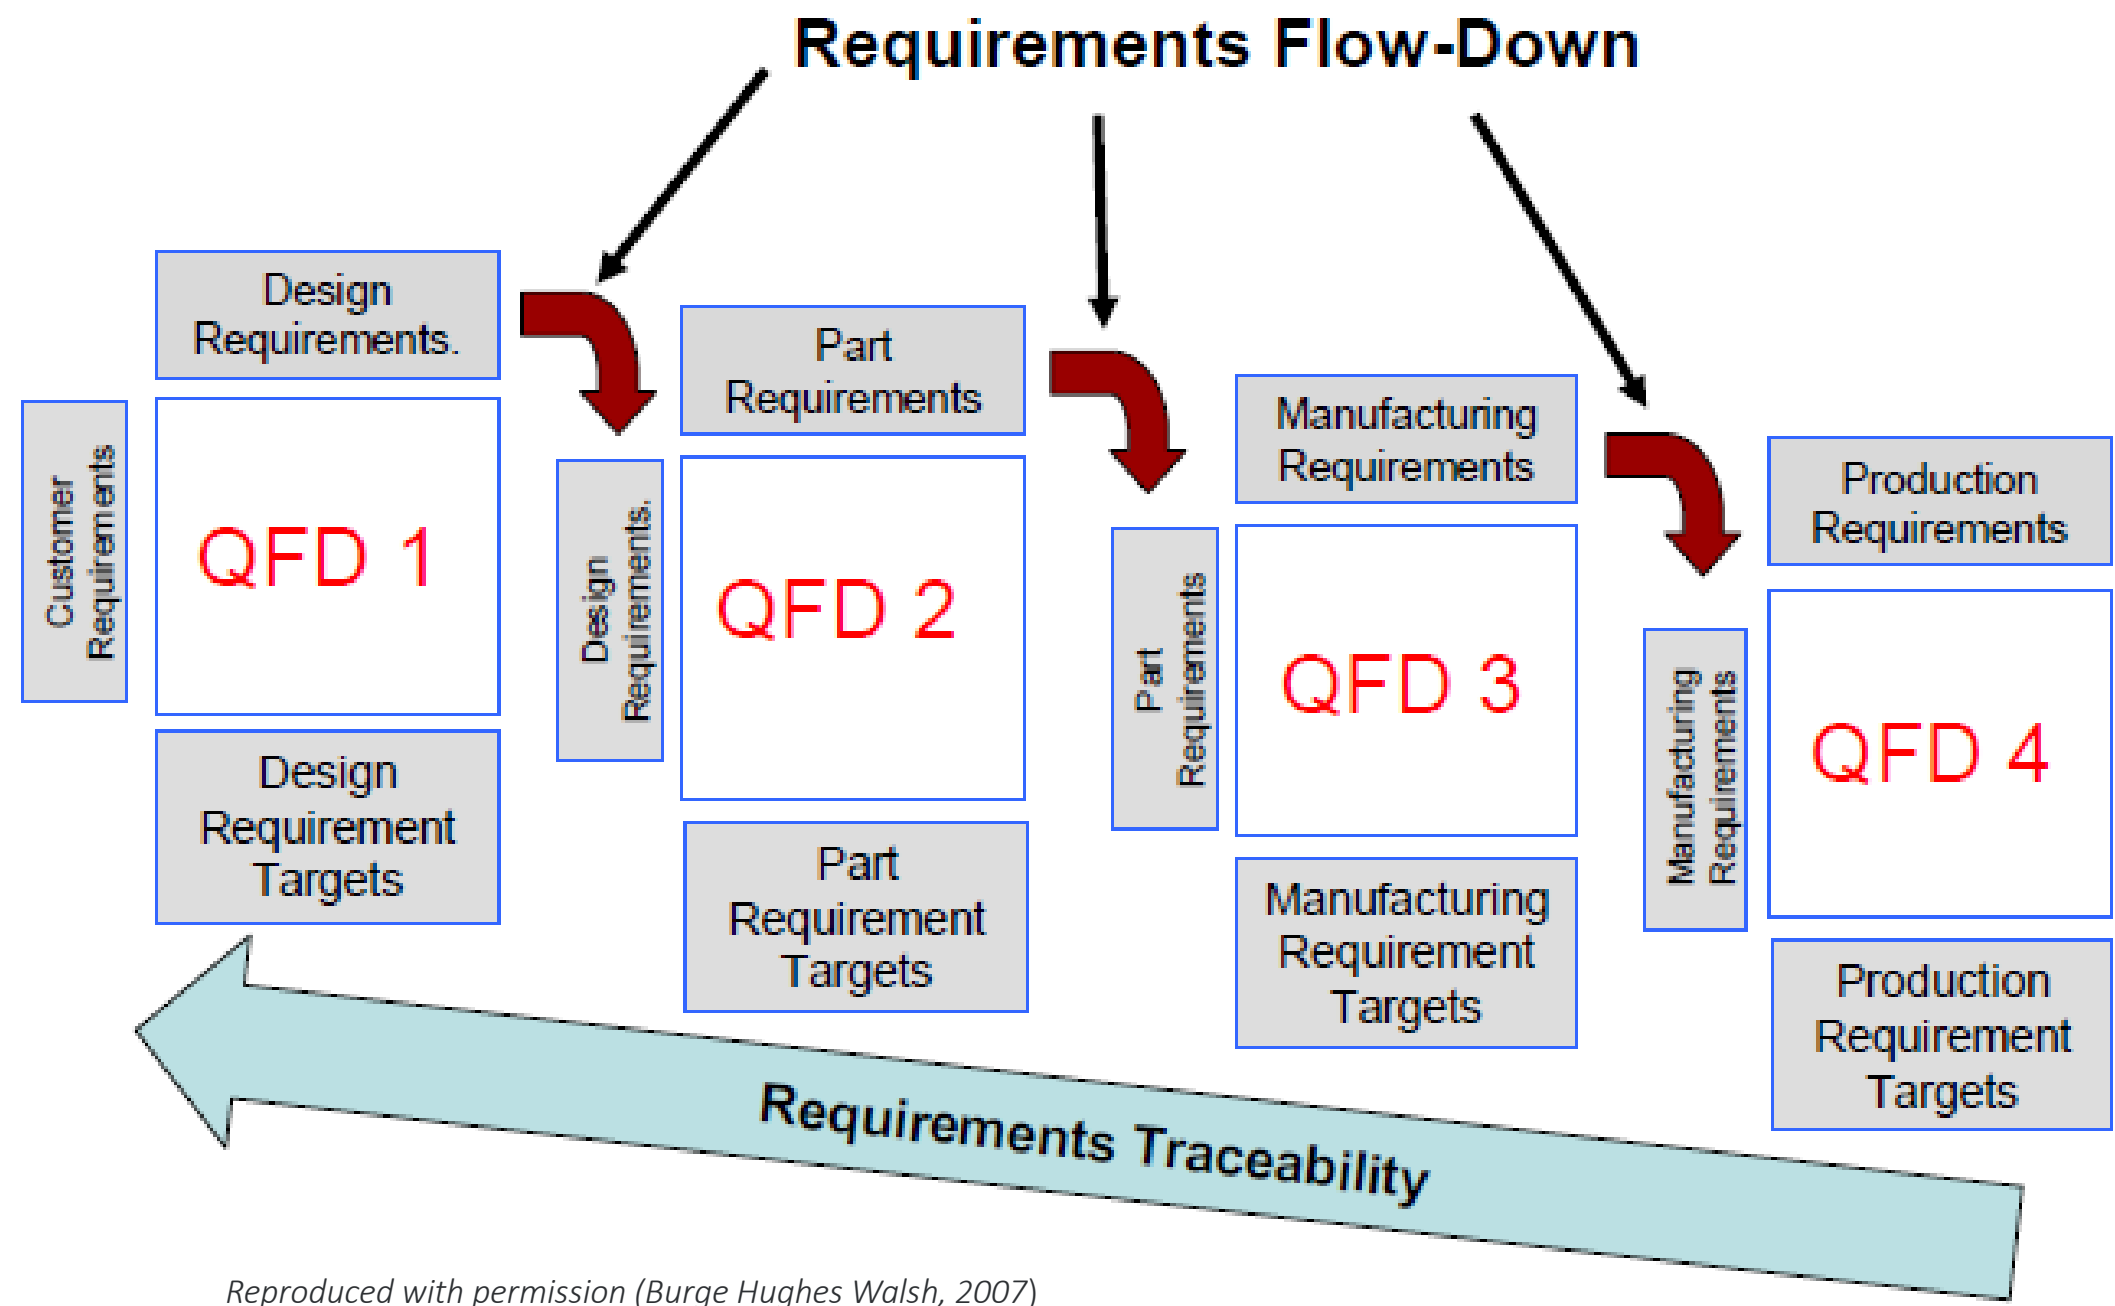 Requirements Flow-Down
Design
Requirements.
Customer
Requirements
QFD 1
Design
Requirement
Targets
Part
Requirements
Design
Requirements.
QFD 2
Part
Requirement
Targets
Manufacturing
Requirements
Part
Requirements
QFD 3
Manufacturing
Requirement
Targets
Production
Requirements
Manufacturing
Requirements
QFD 4
Production
Requirement
Targets
Requirements Traceability
Reproduced with permission (Burge Hughes Walsh, 2007)